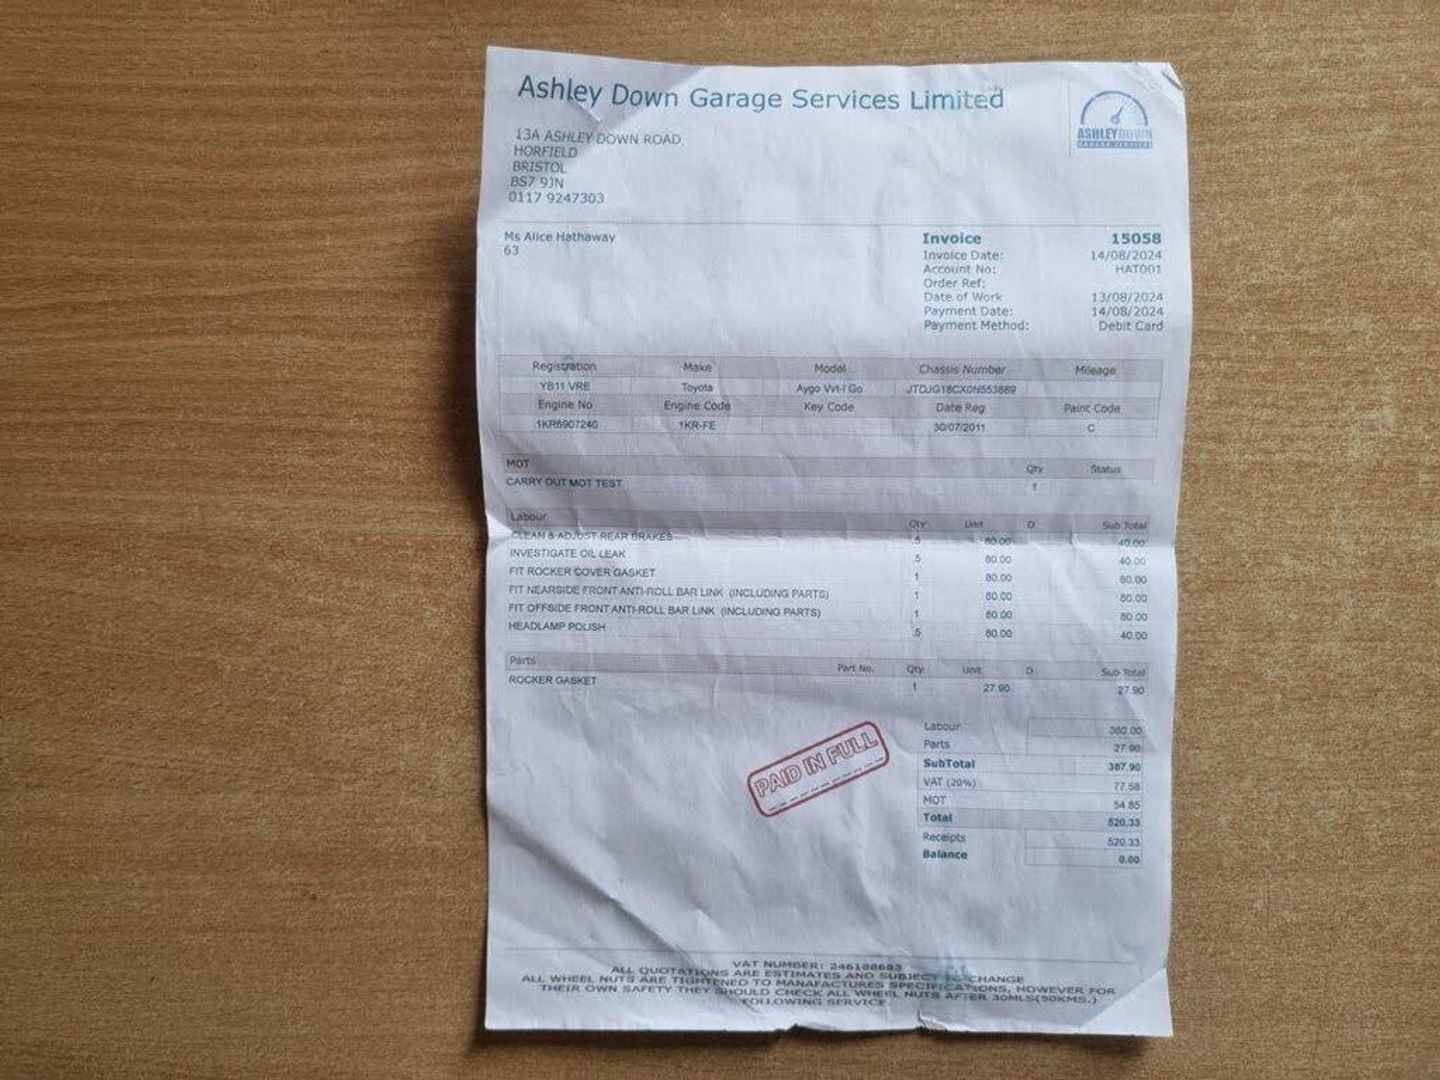 Ashley Down Garage Services Limited
ASHLEY DOWN
GARAGE SERVICES
13A ASHLEY DOWN ROAD
HORFIELD
BRISTOL
BS7 9JN
0117 9247303
Ms Alice Hathaway
63
Invoice 15058
Invoice Date: 14/08/2024
Account No: HAT001
Order Ref:
Date of Work 13/08/2024
Payment Date: 14/08/2024
Payment Method: Debit Card
Registration Make Model Chassis Number Mileage
YB11 VRE Toyota Aygo Vvt-I Go JTDJG18CX0N553869
Engine No Engine Code Key Code Date Reg Paint Code
1KR6907240 1KR-FE 30/07/2011 C
MOT Qty Status
CARRY OUT MOT TEST 1
Labour Qty Unit D Sub Total
CLEAN & ADJUST REAR BRAKES .5 80.00 40.00
INVESTIGATE OIL LEAK .5 80.00 40.00
FIT ROCKER COVER GASKET 1 80.00 80.00
FIT NEARSIDE FRONT ANTI-ROLL BAR LINK (INCLUDING PARTS) 1 80.00 80.00
FIT OFFSIDE FRONT ANTI-ROLL BAR LINK (INCLUDING PARTS) 1 80.00 80.00
HEADLAMP POLISH .5 80.00 40.00
Parts Part No. Qty Unit D Sub Total
ROCKER GASKET 1 27.90 27.90
PAID IN FULL
Labour 360.00
Parts 27.90
SubTotal 387.90
VAT (20%) 77.58
MOT 54.85
Total 520.33
Receipts 520.33
Balance 0.00
VAT NUMBER: 246188683
ALL QUOTATIONS ARE ESTIMATES AND SUBJECT TO CHANGE
ALL WHEEL NUTS ARE TIGHTENED TO MANAFACTURES SPECIFICATIONS, HOWEVER FOR
THEIR OWN SAFETY THEY SHOULD CHECK ALL WHEEL NUTS AFTER 30MLS(50KMS.)
FOLLOWING SERVICE.